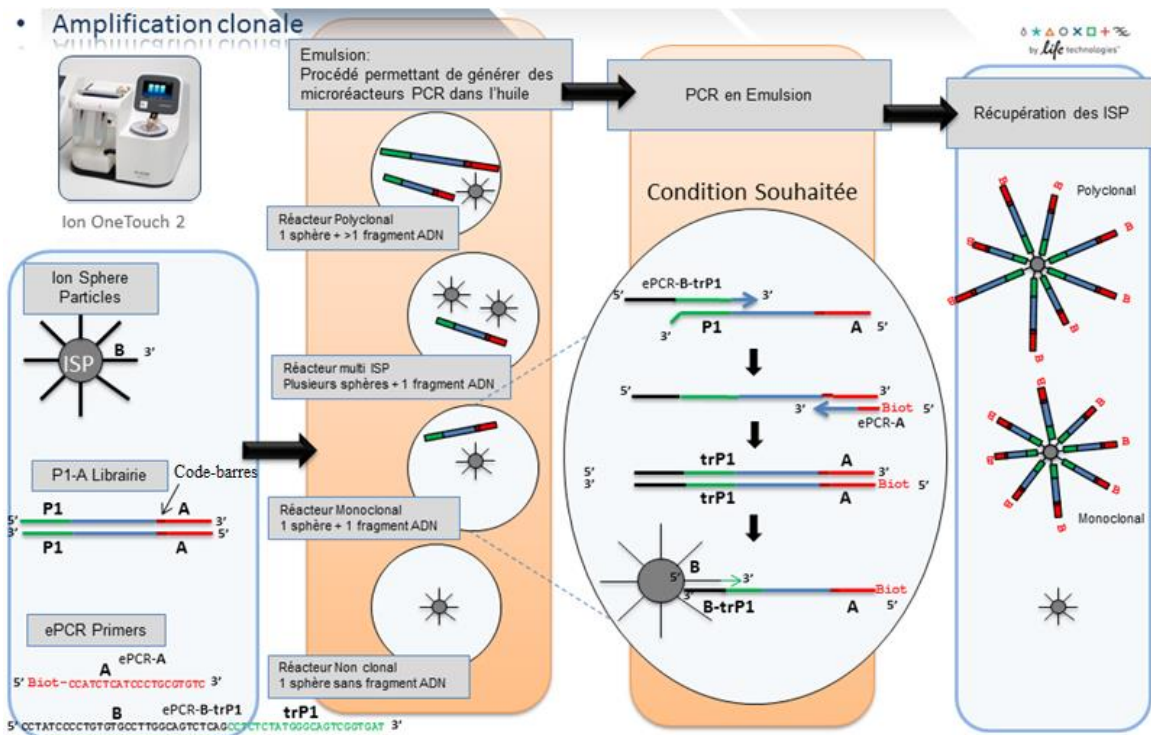 • Amplification clonale
by life technologies™
Ion OneTouch 2
Ion Sphere
Particles
ISP
B
3'
P1-A Librairie
Code-barres
P1
A
5'
3'
3'
5'
P1
A
ePCR Primers
A
ePCR-A
5' Biot-CCATCTCATCCCTGCGTGTC 3'
B
ePCR-B-trP1
trP1
5' CCTATCCCCTGTGTGCCTTGGCAGTCTCAGCCTCTCTATGGGCAGTCGGTGAT 3'
Emulsion:
Procédé permettant de générer des
microréacteurs PCR dans l'huile
Réacteur Polyclonal
1 sphère + >1 fragment ADN
Réacteur multi ISP
Plusieurs sphères + 1 fragment ADN
Réacteur Monoclonal
1 sphère + 1 fragment ADN
Réacteur Non clonal
1 sphère sans fragment ADN
PCR en Emulsion
Condition Souhaitée
ePCR-B-trP1
5'
3'
3'
P1
A
5'
5'
3'
3'
Biot 5'
ePCR-A
trP1
A
5'
3'
3'
Biot 5'
trP1
A
B
5'
3'
3'
Biot
B-trP1
A
5'
Récupération des ISP
Polyclonal
B
B
B
B
B
B
B
B
B
Monoclonal
B
B
B
B
B
B
B
B